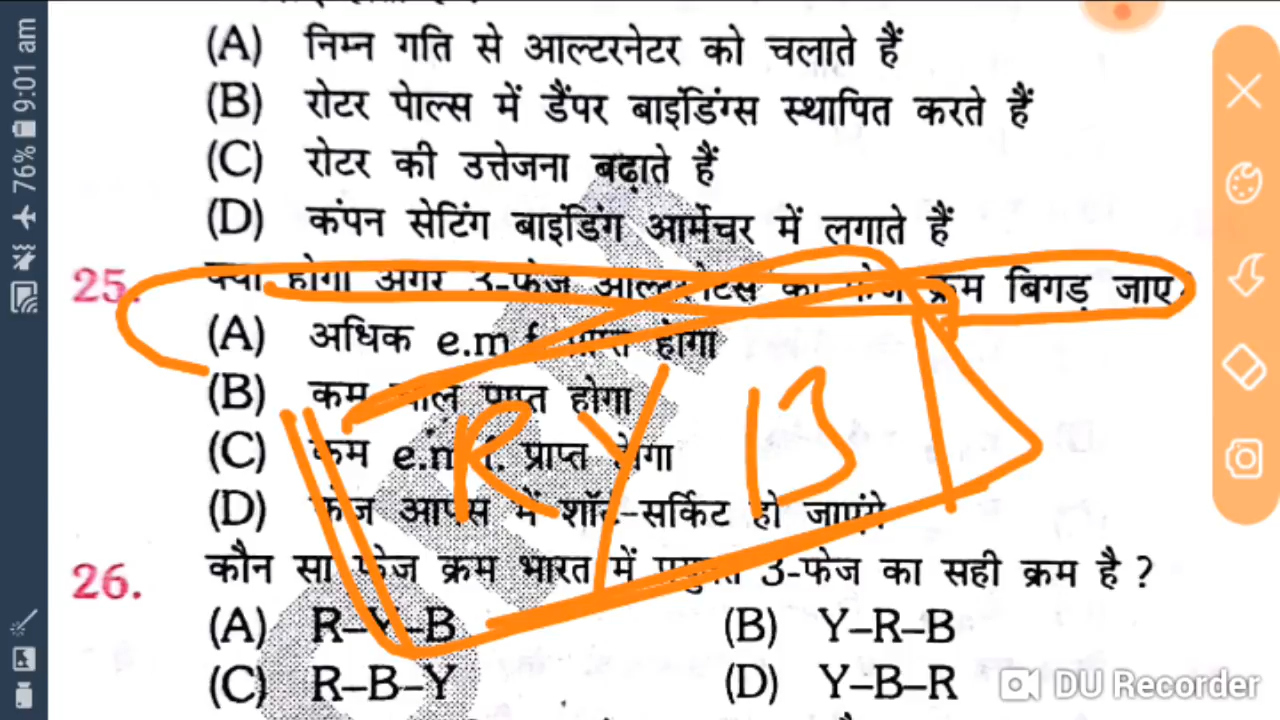 9:01 am
76%
(A) निम्न गति से आल्टरनेटर को चलाते हैं
(B) रोटर पोल्स में डैंपर बाइंडिंग्स स्थापित करते हैं
(C) रोटर की उत्तेजना बढ़ाते हैं
(D) कंपन सेटिंग बाइंडिंग आर्मेचर में लगाते हैं
25. क्या होगा अगर 3-फेज आल्टरनेटर्स का फेज क्रम बिगड़ जाए
(A) अधिक e.m.f. प्राप्त होगा
(B) कम प्राप्त होगा
(C) कम e.m.f. प्राप्त होगा
(D) फेज आपस में शॉर्ट-सर्किट हो जाएंगे
R Y B
26. कौन सा फेज क्रम भारत में प्रयुक्त 3-फेज का सही क्रम है ?
(A) R–Y–B (B) Y–R–B
(C) R–B–Y (D) Y–B–R
DU Recorder